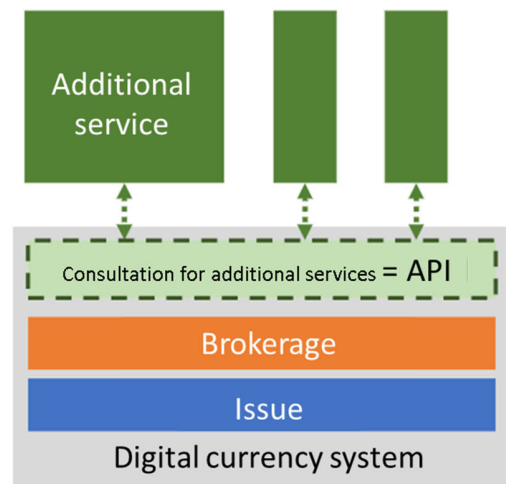 Additional
service
Consultation for additional services = API
Brokerage
Issue
Digital currency system